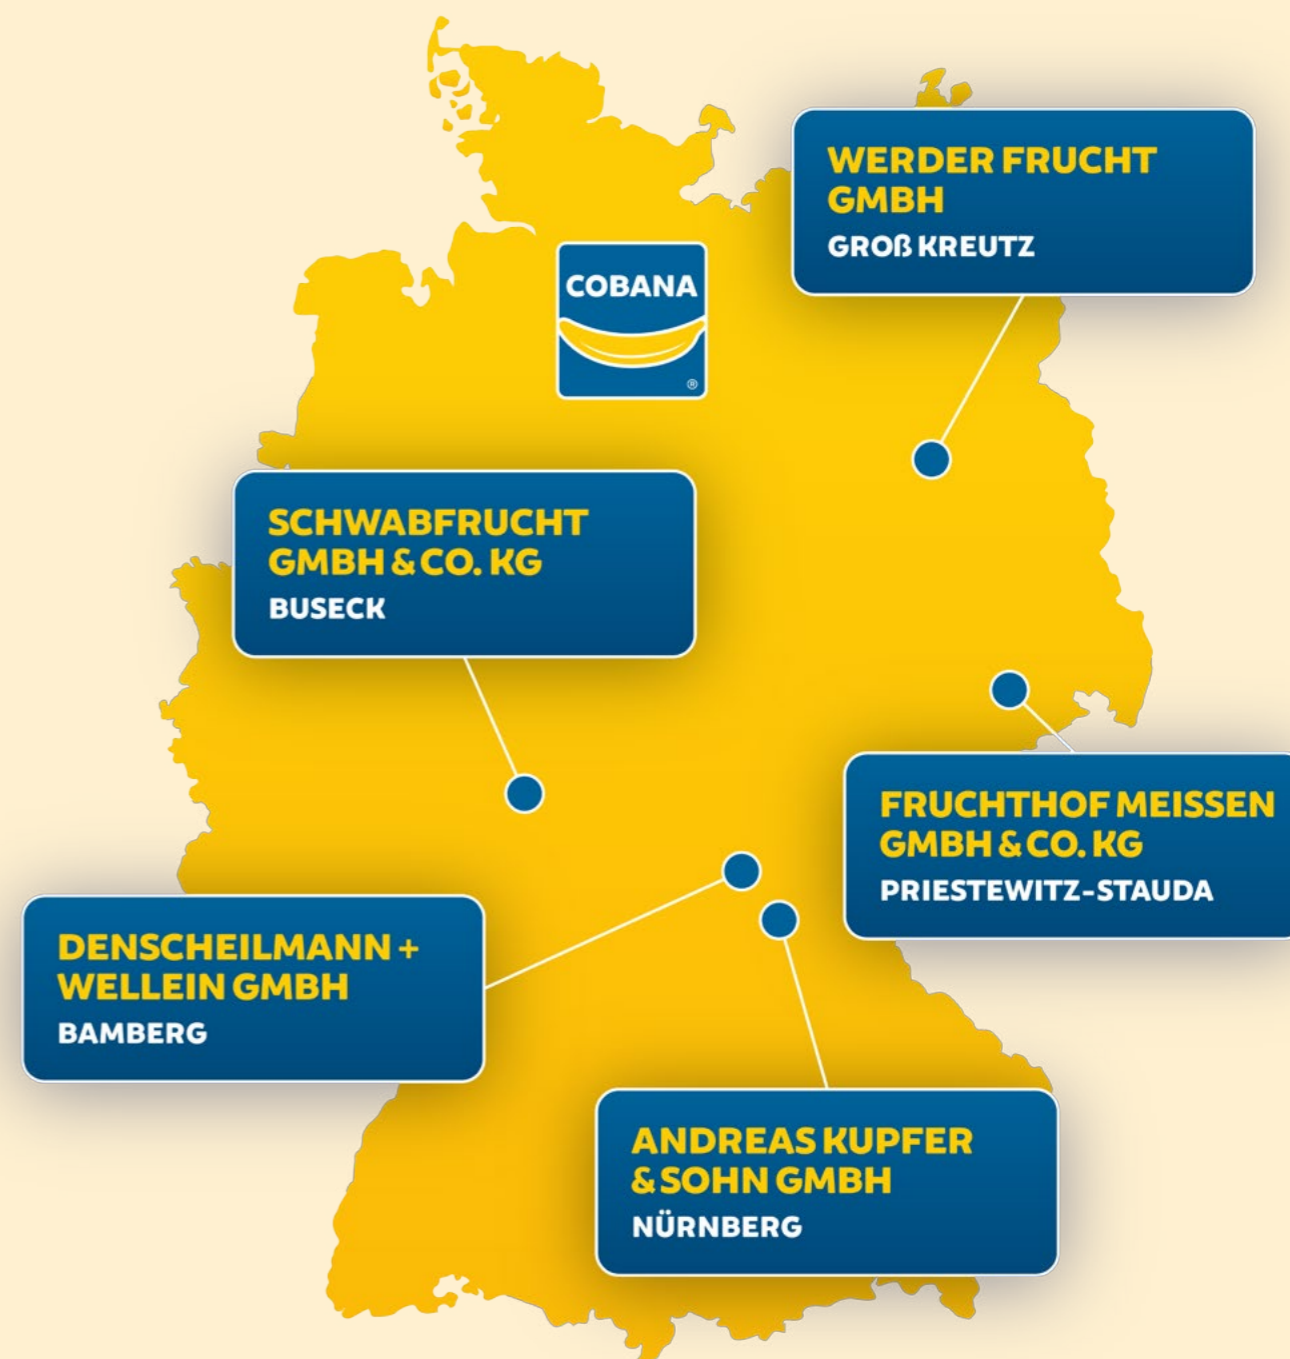 WERDER FRUCHT
GMBH
GROẞ KREUTZ
COBANA
®
SCHWABFRUCHT
GMBH & CO. KG
BUSECK
FRUCHTHOF MEISSEN
GMBH & CO. KG
PRIESTEWITZ-STAUDA
DENSCHEILMANN +
WELLEIN GMBH
BAMBERG
ANDREAS KUPFER
& SOHN GMBH
NÜRNBERG